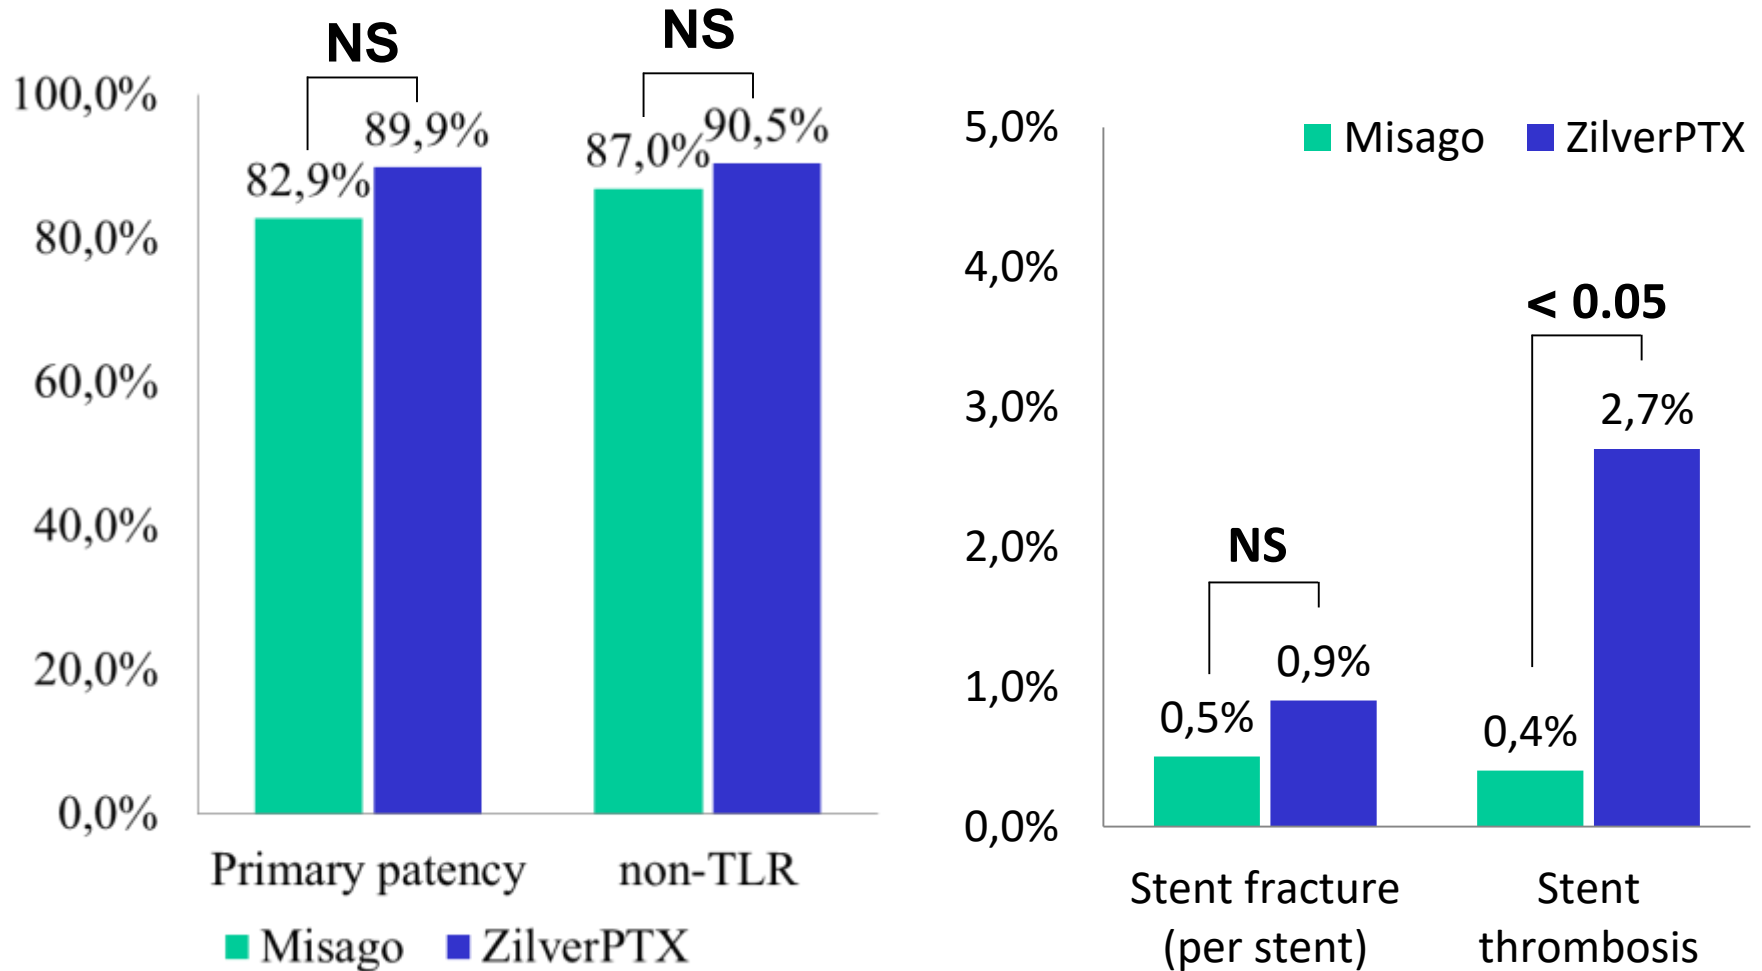 NS
NS
100,0%
80,0%
60,0%
40,0%
20,0%
0,0%
82,9%
89,9%
87,0%
90,5%
Primary patency
non-TLR
Misago
ZilverPTX
Misago
ZilverPTX
5,0%
4,0%
3,0%
2,0%
1,0%
0,0%
NS
< 0.05
0,5%
0,9%
0,4%
2,7%
Stent fracture
(per stent)
Stent
thrombosis